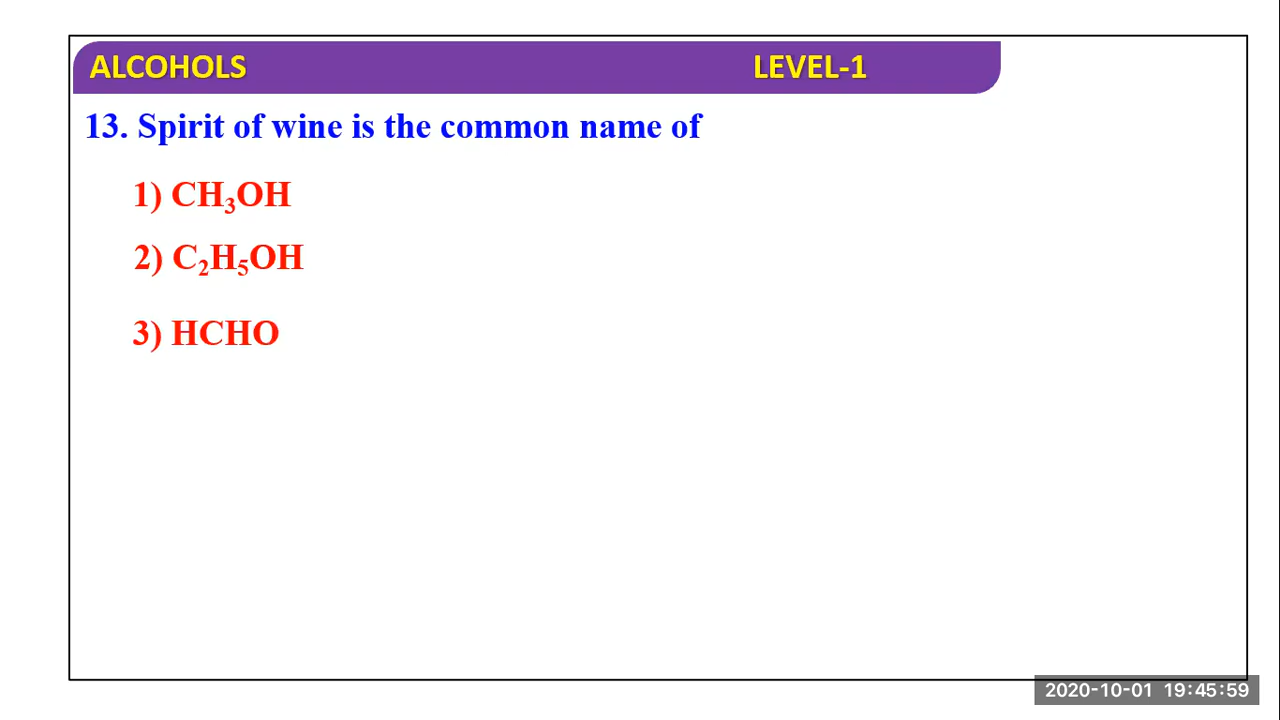 ALCOHOLS LEVEL-1
13. Spirit of wine is the common name of
1) CH₃OH
2) C₂H₅OH
3) HCHO
2020-10-01 19:45:59